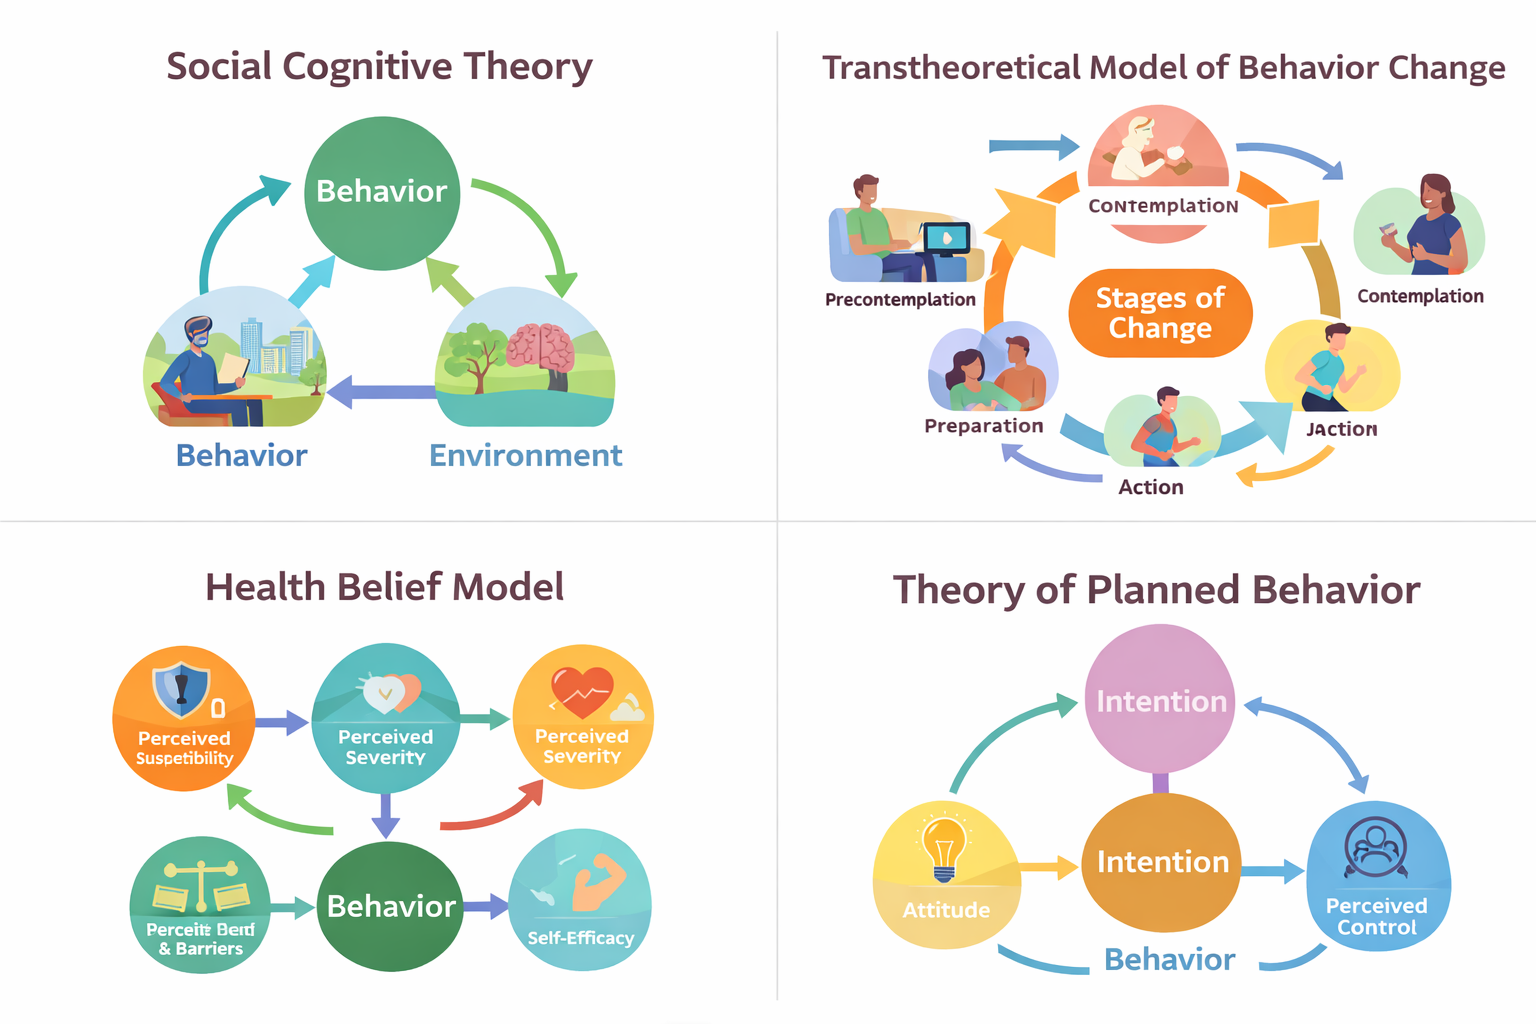 Social Cognitive Theory
Behavior
Behavior
Environment
Transtheoretical Model of Behavior Change
Contemplation
Precontemplation
Contemplation
Stages of
Change
Preparation
JAction
Action
Health Belief Model
Perceived
Suspetibility
Perceived
Severity
Perceived
Severity
& Barriers
Behavior
Self-Efficacy
Theory of Planned Behavior
Intention
Attitude
Intention
Perceived
Control
Behavior